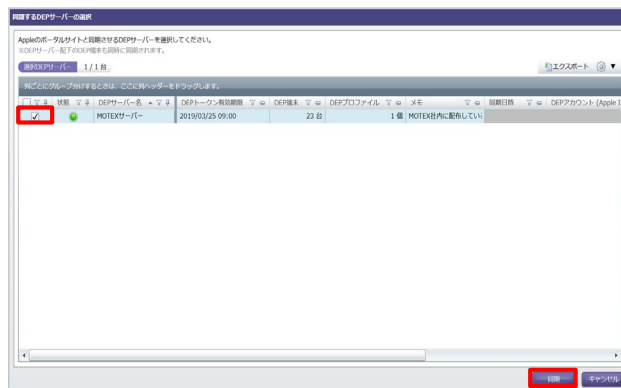 同期するDEPサーバーの選択
Appleのポータルサイトと同期させるDEPサーバーを選択してください。
※DEPサーバー配下のDEP端末も同時に同期されます。
選択DEPサーバー 1 / 1 台 エクスポート
列ごとにグループ分けするときは、ここに列ヘッダーをドラッグします。
状態 DEPサーバー名 DEPトークン有効期限 DEP端末 DEPプロファイル メモ 同期日時 DEPアカウント (Apple I
MOTEXサーバー 2019/03/25 09:00 23 台 1 個 MOTEX社内に配布してい
同期 キャンセル